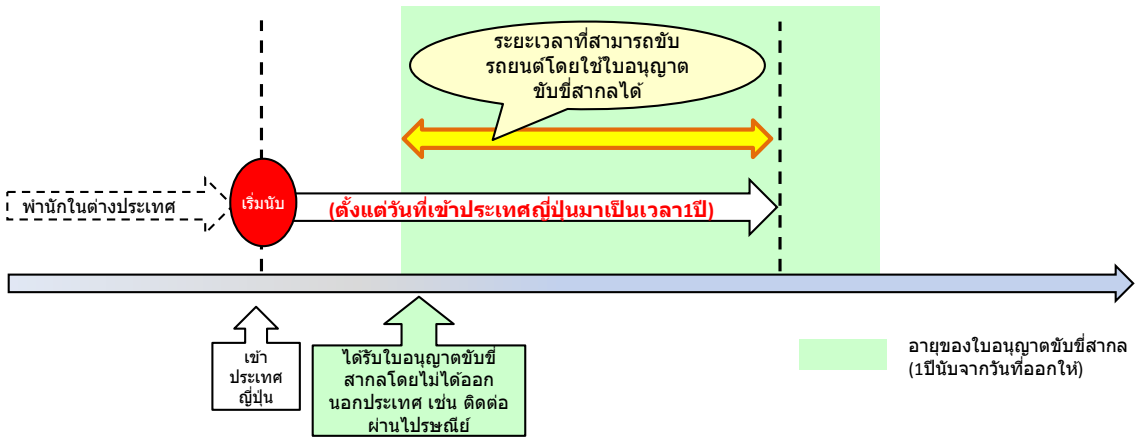 ระยะเวลาที่สามารถขับ
รถยนต์โดยใช้ใบอนุญาต
ขับขี่สากลได้
พำนักในต่างประเทศ
เริ่มนับ
(ตั้งแต่วันที่เข้าประเทศญี่ปุ่นมาเป็นเวลา1ปี)
เข้า
ประเทศ
ญี่ปุ่น
ได้รับใบอนุญาตขับขี่
สากลโดยไม่ได้ออก
นอกประเทศ เช่น ติดต่อ
ผ่านไปรษณีย์
อายุของใบอนุญาตขับขี่สากล
(1ปีนับจากวันที่ออกให้)